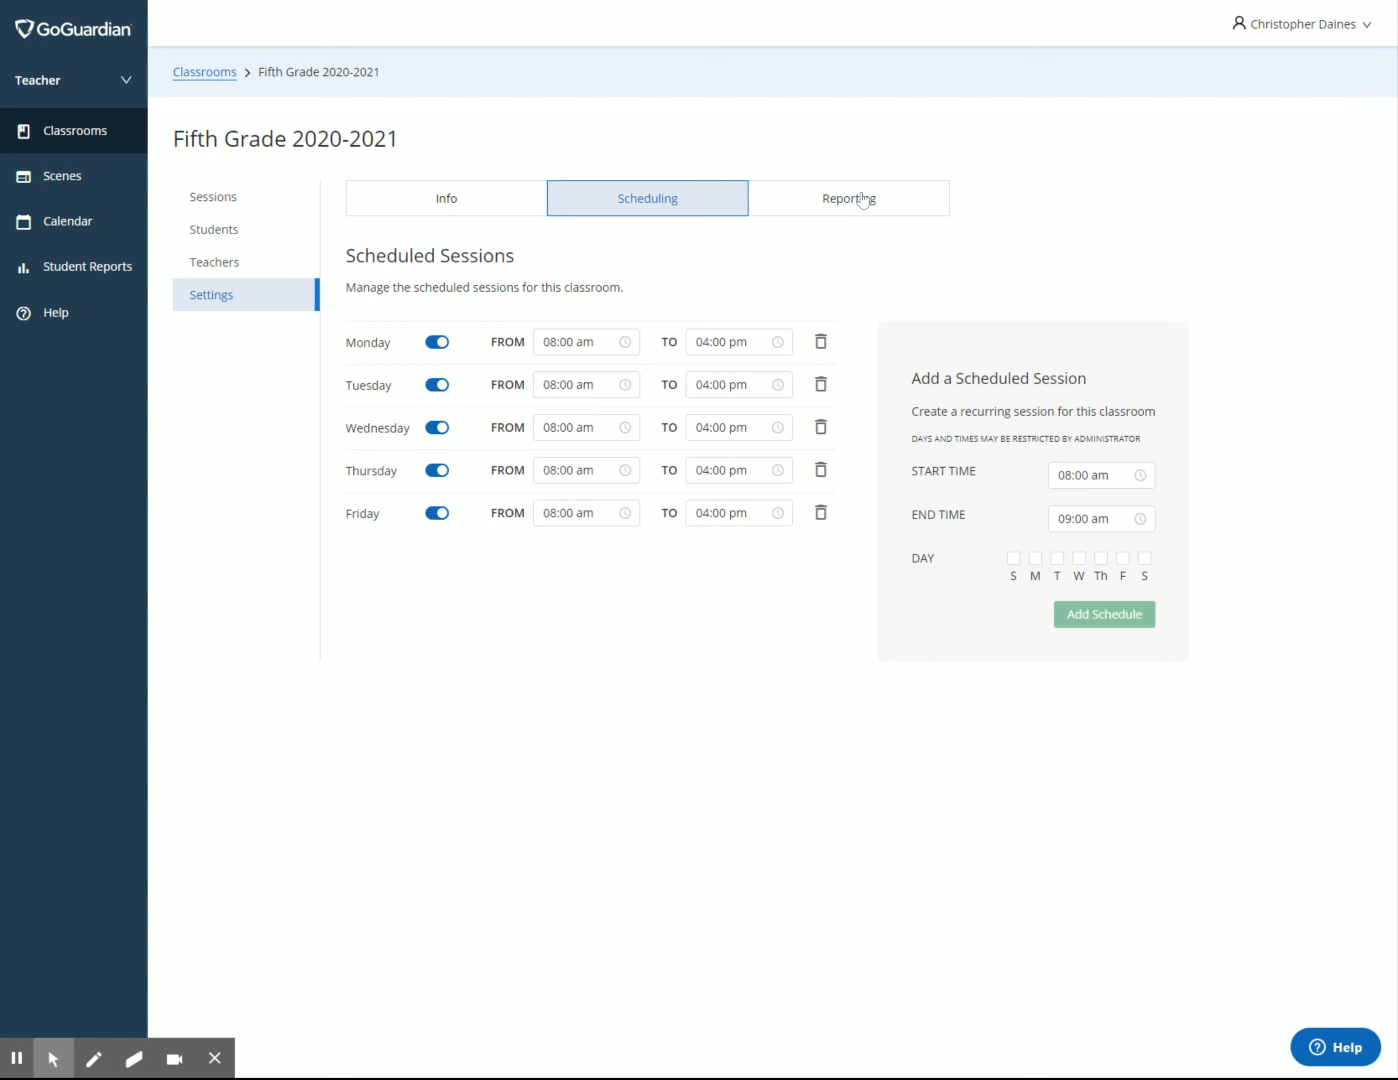 GoGuardian
Christopher Daines
Teacher
Classrooms > Fifth Grade 2020-2021
Classrooms
Scenes
Calendar
Student Reports
Help
Fifth Grade 2020-2021
Sessions
Students
Teachers
Settings
Info
Scheduling
Reporting
Scheduled Sessions
Manage the scheduled sessions for this classroom.
Monday FROM 08:00 am TO 04:00 pm
Tuesday FROM 08:00 am TO 04:00 pm
Wednesday FROM 08:00 am TO 04:00 pm
Thursday FROM 08:00 am TO 04:00 pm
Friday FROM 08:00 am TO 04:00 pm
Add a Scheduled Session
Create a recurring session for this classroom
DAYS AND TIMES MAY BE RESTRICTED BY ADMINISTRATOR
START TIME 08:00 am
END TIME 09:00 am
DAY
S M T W Th F S
Add Schedule
Help